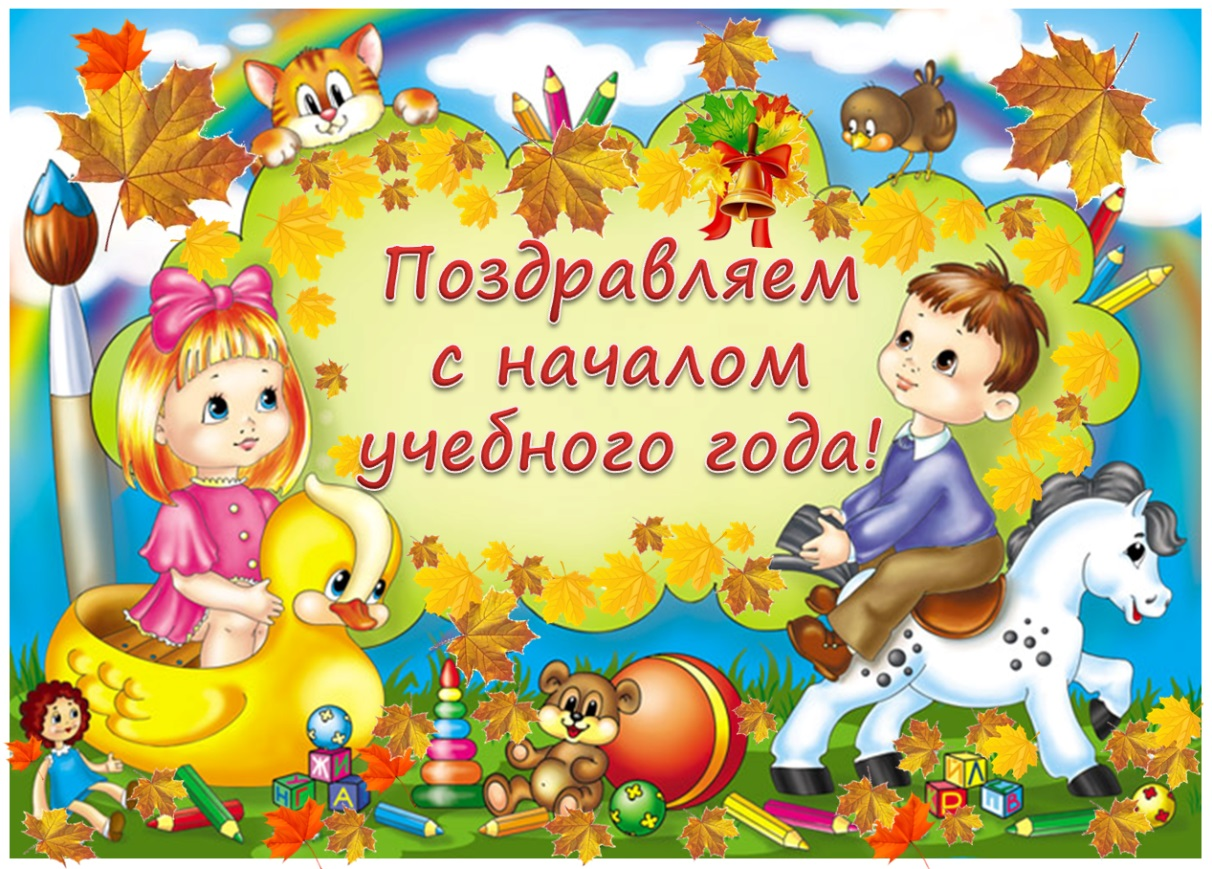 Поздравляем
с началом
учебного года!
Ж И
Н Г А
И Л
Р Ш В